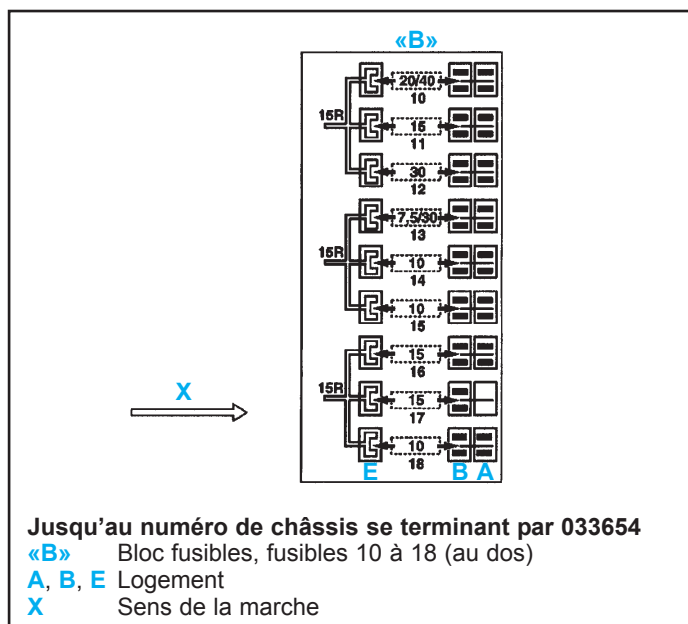 «B»
20/40
10
15R
15
11
30
12
7,5/30
13
15R
10
14
10
15
15
16
15R
15
17
10
18
X
E B A
Jusqu'au numéro de châssis se terminant par 033654
«B» Bloc fusibles, fusibles 10 à 18 (au dos)
A, B, E Logement
X Sens de la marche